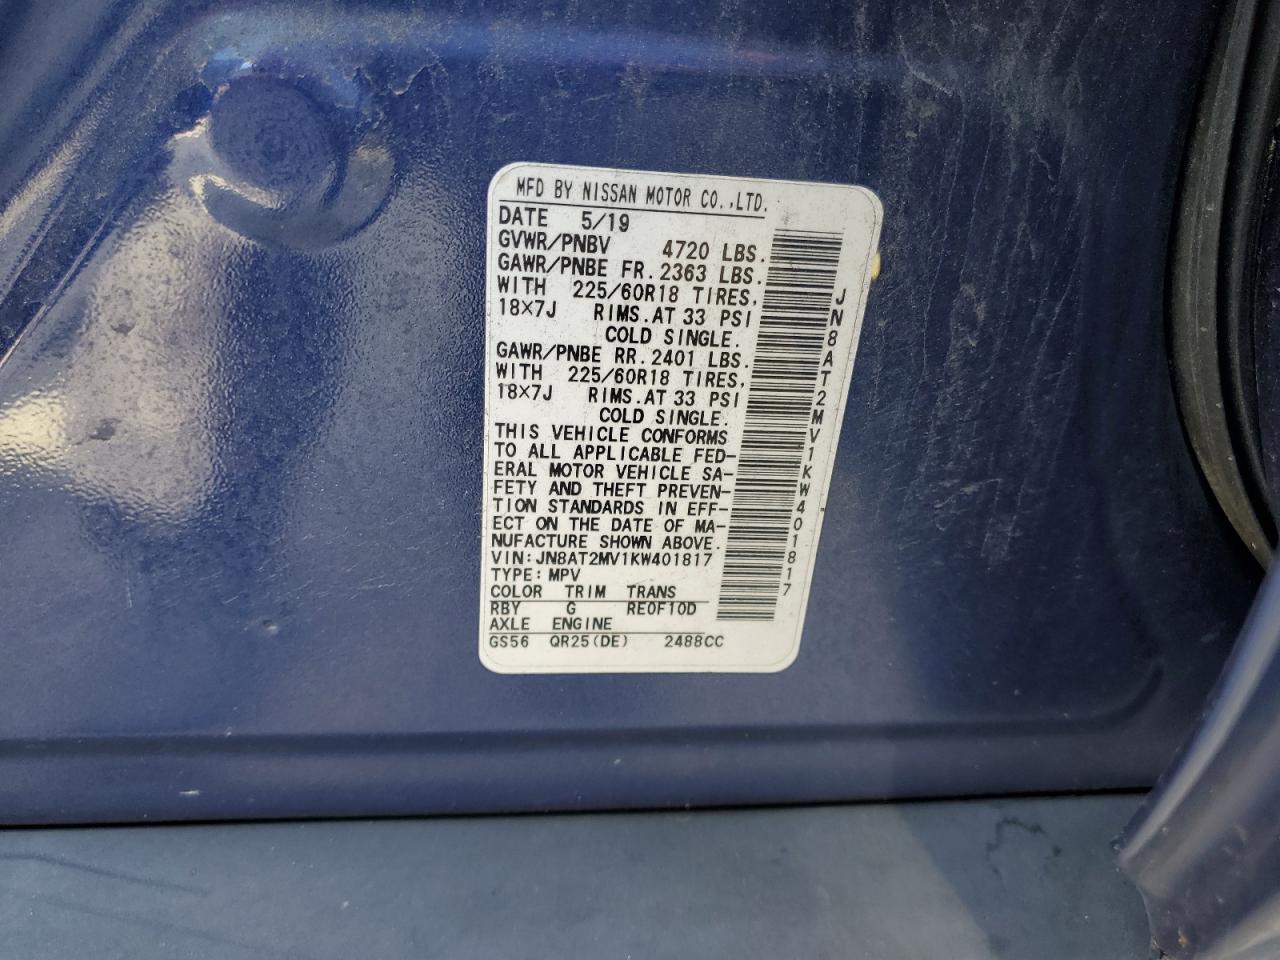 MFD BY NISSAN MOTOR CO.,LTD.
DATE 5/19
GVWR/PNBV 4720 LBS.
GAWR/PNBE FR. 2363 LBS.
WITH 225/60R18 TIRES,
18×7J RIMS.AT 33 PSI
COLD SINGLE.
GAWR/PNBE RR. 2401 LBS.
WITH 225/60R18 TIRES,
18×7J RIMS.AT 33 PSI
COLD SINGLE.
THIS VEHICLE CONFORMS
TO ALL APPLICABLE FED-
ERAL MOTOR VEHICLE SA-
FETY AND THEFT PREVEN-
TION STANDARDS IN EFF-
ECT ON THE DATE OF MA-
NUFACTURE SHOWN ABOVE.
VIN: JN8AT2MV1KW401817
TYPE: MPV
COLOR TRIM TRANS
RBY G RE0F10D
AXLE ENGINE
GS56 QR25(DE) 2488CC
JN8AT2MV1KW401817